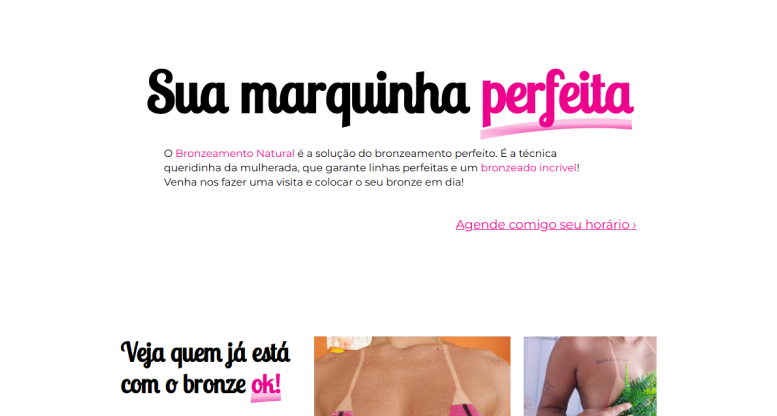 Sua marquinha perfeita
O Bronzeamento Natural é a solução do bronzeamento perfeito. É a técnica
queridinha da mulherada, que garante linhas perfeitas e um bronzeado incrível!
Venha nos fazer uma visita e colocar o seu bronze em dia!
Agende comigo seu horário ›
Veja quem já está
com o bronze ok!